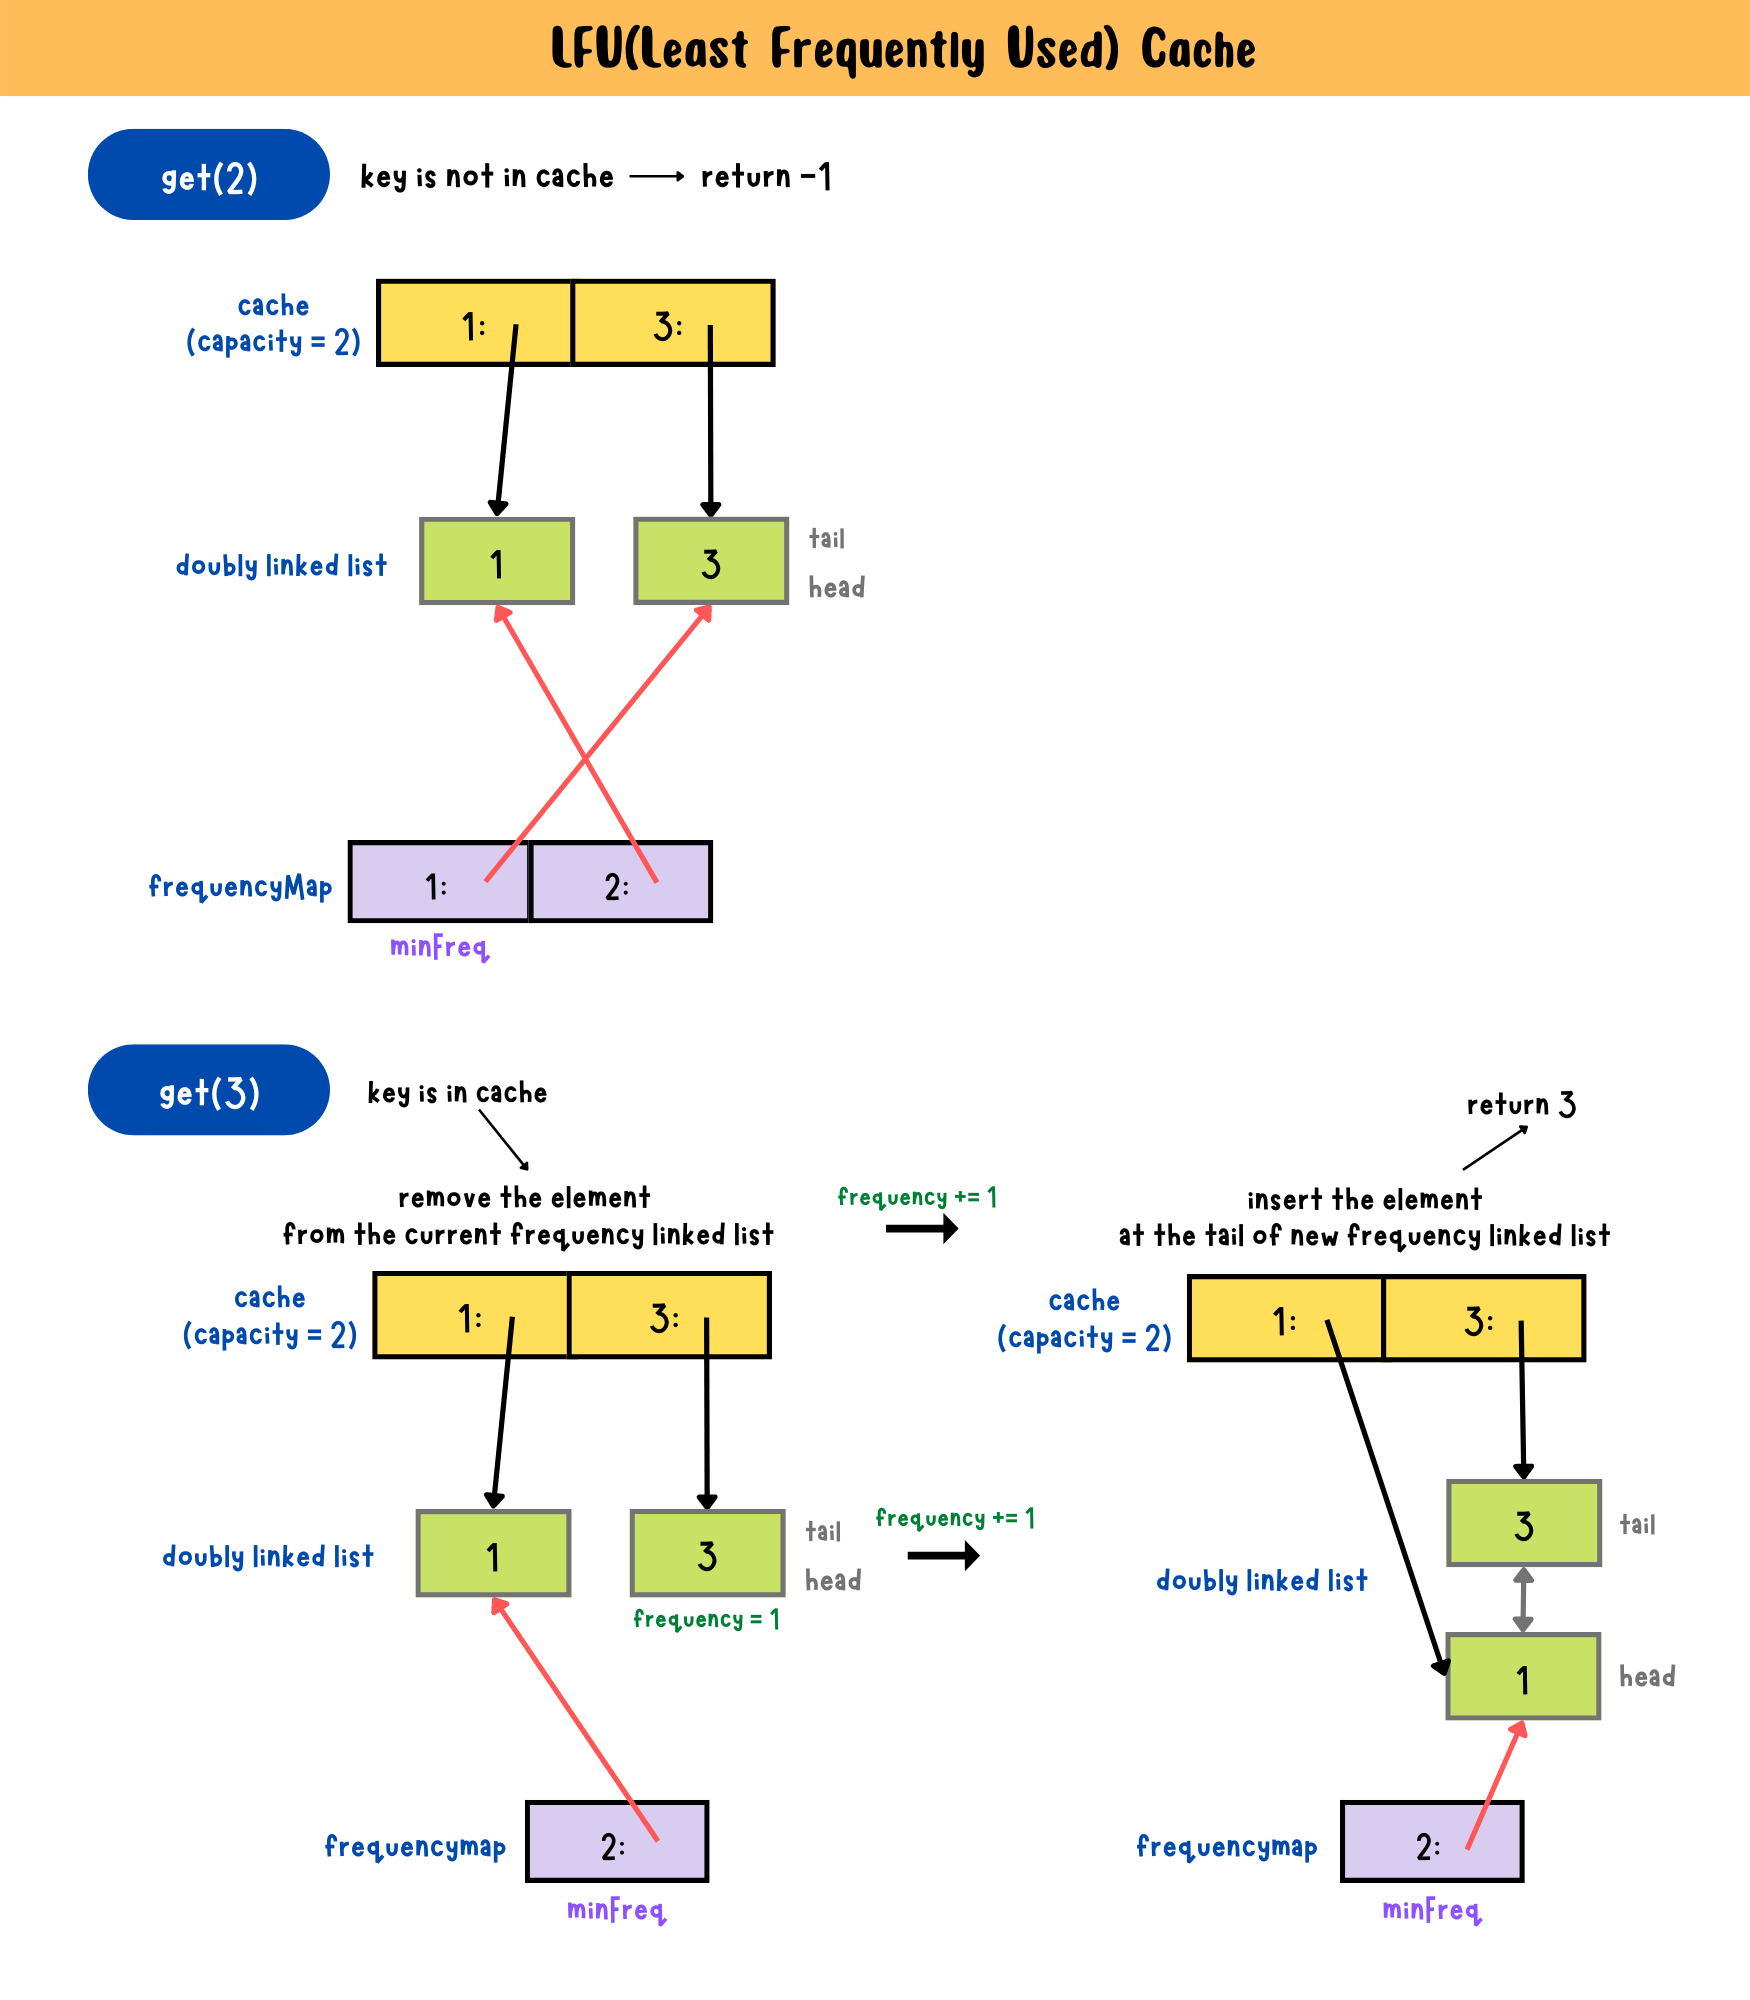 LFU(Least Frequently Used) Cache
get(2)
key is not in cache
return -1
cache
(capacity = 2)
1:
3:
doubly linked list
1
3
tail
head
frequencyMap
1:
2:
minFreq
get(3)
key is in cache
return 3
remove the element
from the current frequency linked list
frequency += 1
insert the element
at the tail of new frequency linked list
cache
(capacity = 2)
1:
3:
cache
(capacity = 2)
1:
3:
doubly linked list
1
3
tail
head
frequency = 1
frequency += 1
doubly linked list
3
tail
1
head
frequencymap
2:
minFreq
frequencymap
2:
minFreq